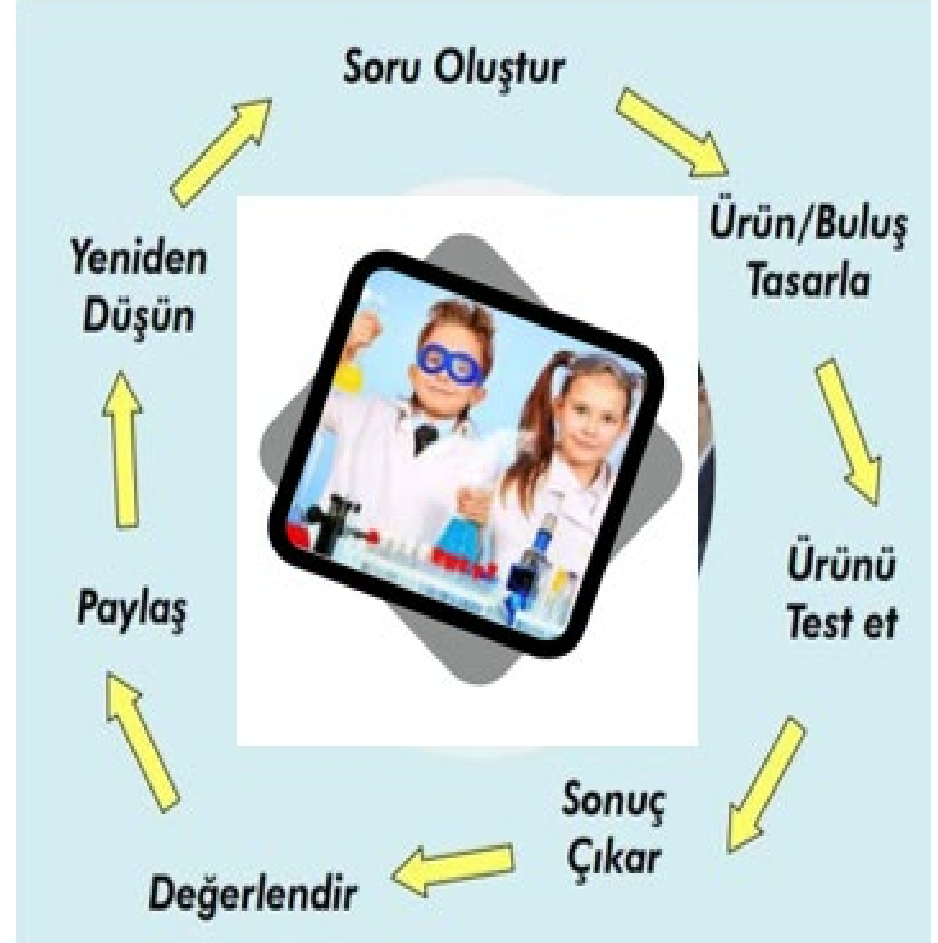 Soru Oluştur
Ürün/Buluş
Tasarla
Ürünü
Test et
Sonuç
Çıkar
Değerlendir
Paylaş
Yeniden
Düşün